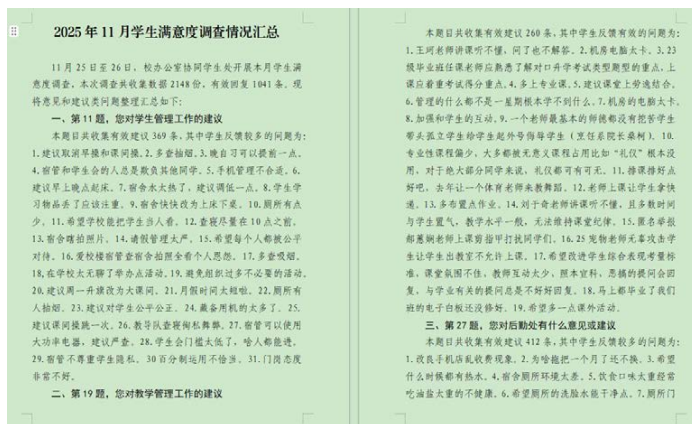 2025年11月学生满意度调查情况汇总
11月25日至26日，校办公室协同学生处开展本月学生满
意度调查，本次调查共收集数据2148份，有效回复1041条。现
将意见和建议类问题整理汇总如下：
一、第11题，您对学生管理工作的建议
本题目共收集有效建议369条，其中学生反馈较多的问题为：
1.建议取消早操和课间操。2.多查抽烟。3.晚自习可以提前一点。
4.宿管和学生会的人总是欺负其他同学。5.手机管理不合适。6.
建议早上晚点起床。7.宿舍水太热了，建议调低一点。8.学生学
习物品丢了应该注重。9.宿舍快快改为上床下桌。10.厕所有点
少。11.希望学校能把学生当人看。12.查寝尽量在10点之前。
13.宿舍瞎拍照片。14.请假管理太严。15.希望每个人都被公平
对待。16.爱校楼宿管查宿舍拍照全看个人恩怨。17.多查吸烟。
18.在学校太无聊了举办点活动。19.避免组织过多不必要的活动。
20.建议周一升旗改为大课间。21.月假时间太短啦。22.厕所有
人抽烟。23.建议对学生公平公正。24.戴备用机的太多了。25.
建议课间操跳一次。26.教导队查寝徇私舞弊。27.宿管可以使用
大功率电器，建议严查。28.学生会门槛太低了，啥人都能进。
29.宿管不尊重学生隐私。30百分制运用不恰当。31.门岗态度
非常不好。
二、第19题，您对教学管理工作的建议
本题目共收集有效建议260条，其中学生反馈有效的问题为：
1.王珂老师讲课听不懂，问了也不解答。2.机房电脑太卡。3.23
级毕业班任课老师应熟悉了解对口升学考试类型题型的重点，上
课应着重考试得分重点。4.多上专业课。5.建议课堂上劳逸结合。
6.管理的什么都不是一星期根本学不到什么。7.机房的电脑太卡。
8.加强和学生的互动。9.一个老师最基本的师德都没有挖苦学生
带头孤立学生给学生起外号侮辱学生（烹饪系院长桑柯）。10.
专业性课程偏少，大多都被无意义课程占用比如“礼仪”根本没
用，对于绝大部分同学来说，礼仪都可有可无。11.排课排好点
好吧，去年让一个体育老师来教舞蹈。12.老师上课让学生拿快
递。13.多布置点作业。14.刘于奇老师讲课听不懂，且多数时间
与学生置气，教学水平一般，无法维持课堂纪律。15.匿名举报
郝蕙娴老师上课剪指甲打扰同学们。16.25宠物老师无辜攻击学
生让学生出教室不允许上课。17.希望改进学生综合表现考量标
准，课堂氛围不佳，教师互动太少，照本宣科，思搞的提问会回
复，与学业有关的提问总是不好好回复。18.马上都毕业了我们
班的电子白板还没修好。19.希望多一点课外活动。
三、第27题，您对后勤处有什么意见或建议
本题目共收集有效建议412条，其中学生反馈较多的问题为：
1.改良手机店乱收费现象。2.为啥拖把一个月了还不换。3.希望
什么时候都有热水。4.宿舍厕所环境太差。5.饮食口味太重经常
吃油盐太重的不健康。6.希望厕所的洗脸水能干净点。7.厕所门